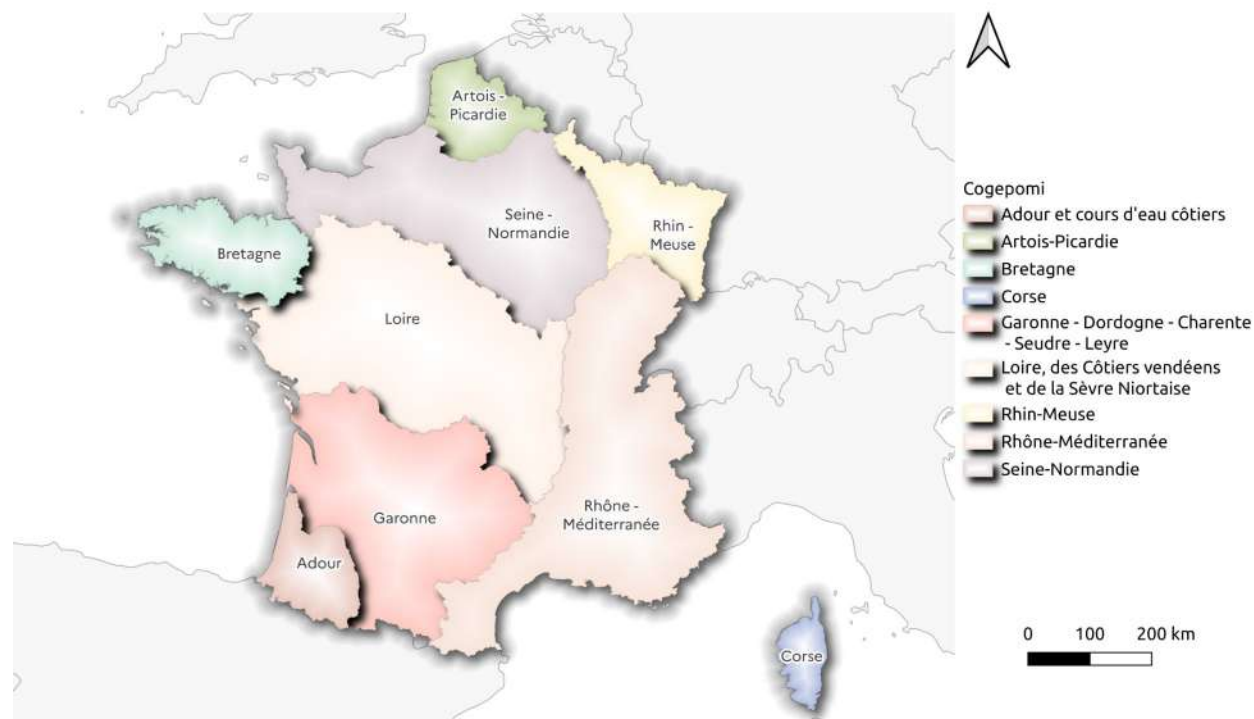 Artois -
Picardie
Seine -
Normandie
Rhin -
Meuse
Bretagne
Loire
Garonne
Rhône -
Méditerranée
Adour
Corse
Cogepomi
Adour et cours d'eau côtiers
Artois-Picardie
Bretagne
Corse
Garonne - Dordogne - Charente
- Seudre - Leyre
Loire, des Côtiers vendéens
et de la Sèvre Niortaise
Rhin-Meuse
Rhône-Méditerranée
Seine-Normandie
0 100 200 km